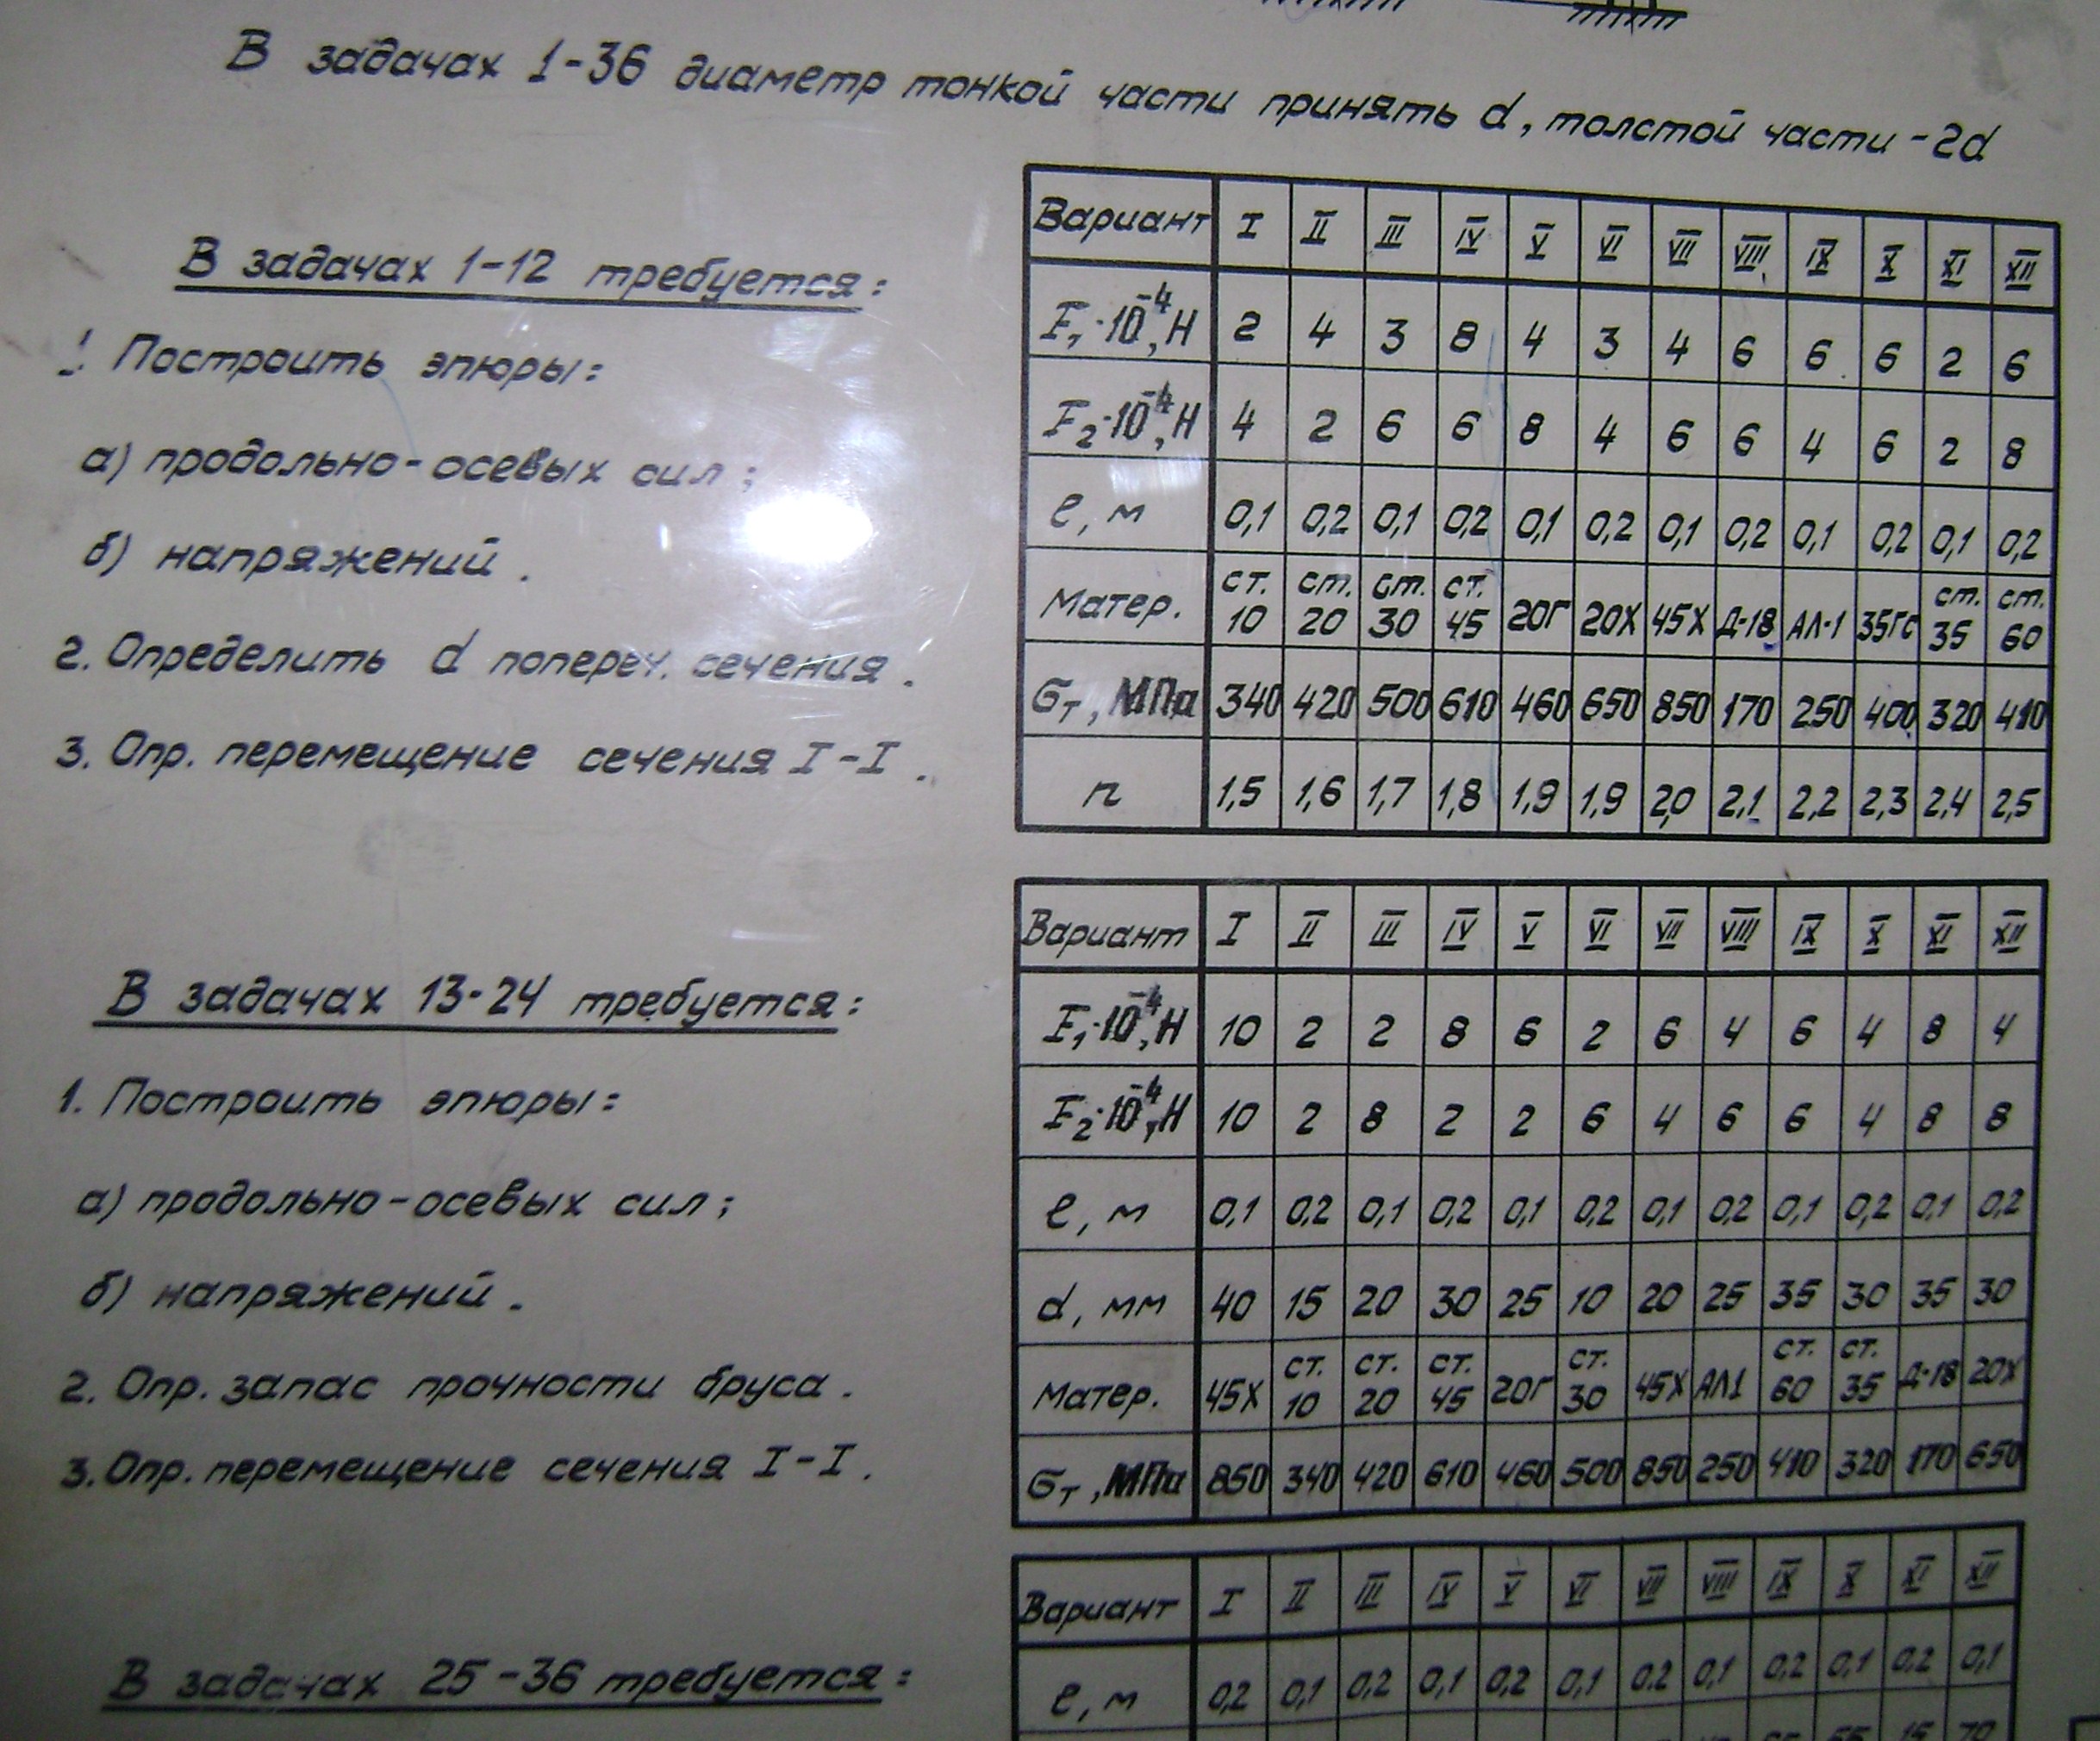 В задачах 1-36 диаметр тонкой части принять d, толстой части - 2d
В задачах 1-12 требуется:
1. Построить эпюры:
а) продольно-осевых сил;
б) напряжений.
2. Определить d попереч. сечения.
3. Опр. перемещение сечения I-I.
Вариант I II III IV V VI VII VIII IX X XI XII
F₁·10⁻⁴, Н 2 4 3 8 4 3 4 6 6 6 2 6
F₂·10⁻⁴, Н 4 2 6 6 8 4 6 6 4 6 2 8
ℓ, м 0,1 0,2 0,1 0,2 0,1 0,2 0,1 0,2 0,1 0,2 0,1 0,2
Матер. ст. 10 ст. 20 ст. 30 ст. 45 20Г 20Х 45Х Д-18 АЛ-1 35ГС ст. 35 ст. 60
σт, МПа 340 420 500 610 460 650 850 170 250 400 320 410
n 1,5 1,6 1,7 1,8 1,9 1,9 2,0 2,1 2,2 2,3 2,4 2,5
В задачах 13-24 требуется:
1. Построить эпюры:
а) продольно-осевых сил;
б) напряжений.
2. Опр. запас прочности бруса.
3. Опр. перемещение сечения I-I.
Вариант I II III IV V VI VII VIII IX X XI XII
F₁·10⁻⁴, Н 10 2 2 8 6 2 6 4 6 4 8 4
F₂·10⁻⁴, Н 10 2 8 2 2 6 4 6 6 4 8 8
ℓ, м 0,1 0,2 0,1 0,2 0,1 0,2 0,1 0,2 0,1 0,2 0,1 0,2
d, мм 40 15 20 30 25 10 20 25 35 30 35 30
Матер. 45Х ст. 10 ст. 20 ст. 45 20Г ст. 30 45Х АЛ1 ст. 60 ст. 35 Д-18 20Х
σт, МПа 850 340 420 610 460 500 850 250 410 320 170 650
В задачах 25-36 требуется:
Вариант I II III IV V VI VII VIII IX X XI XII
ℓ, м 0,2 0,1 0,2 0,1 0,2 0,1 0,2 0,1 0,2 0,1 0,2 0,1